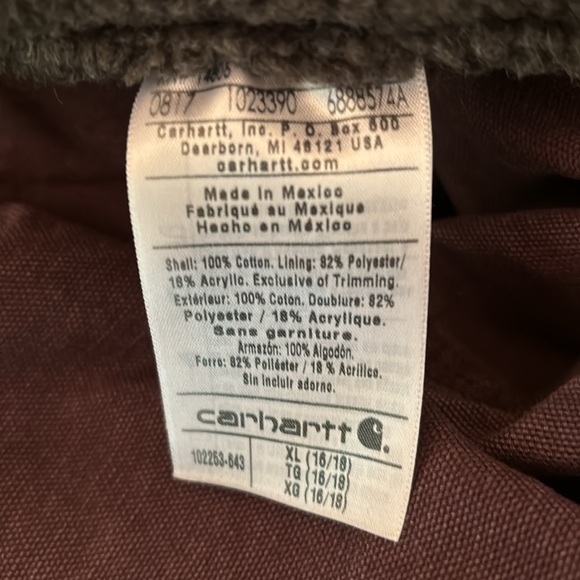 0817 1023390 6888574A
Carhartt, Inc. P. O. Box 600
Dearborn, MI 48121 USA
carhartt.com
Made in Mexico
Fabriqué au Mexique
Hecho en México
Shell: 100% Cotton. Lining: 82% Polyester/
18% Acrylic. Exclusive of Trimming.
Extérieur: 100% Coton. Doublure: 82%
Polyester / 18% Acrylique.
Sans garniture.
Armazón: 100% Algodón.
Forro: 82% Poliéster / 18 % Acrílico.
Sin incluir adorno.
carhartt
102253-643
XL (16/18)
TG (16/18)
XG (16/18)